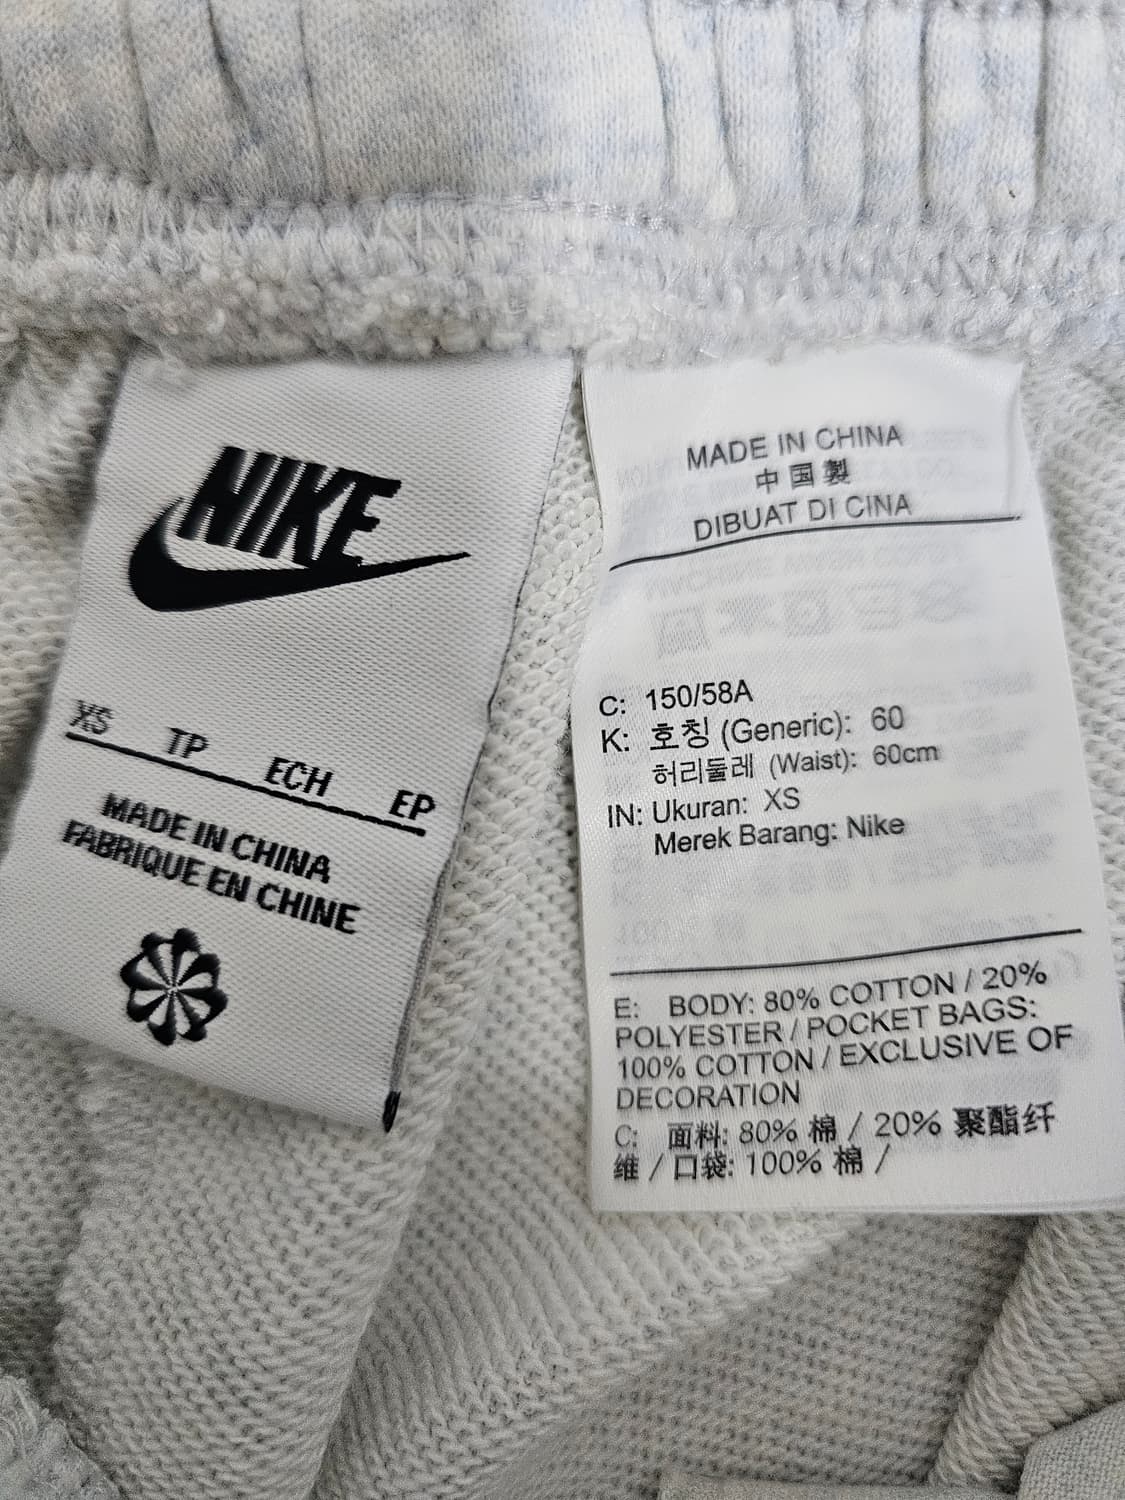 NIKE
XS TP ECH EP
MADE IN CHINA
FABRIQUE EN CHINE
MADE IN CHINA
中国製
DIBUAT DI CINA
C: 150/58A
K: 호칭 (Generic): 60
허리둘레 (Waist): 60cm
IN: Ukuran: XS
Merek Barang: Nike
E: BODY: 80% COTTON / 20%
POLYESTER / POCKET BAGS:
100% COTTON / EXCLUSIVE OF
DECORATION
C: 面料: 80% 棉 / 20% 聚酯纤
维 / 口袋: 100% 棉 /